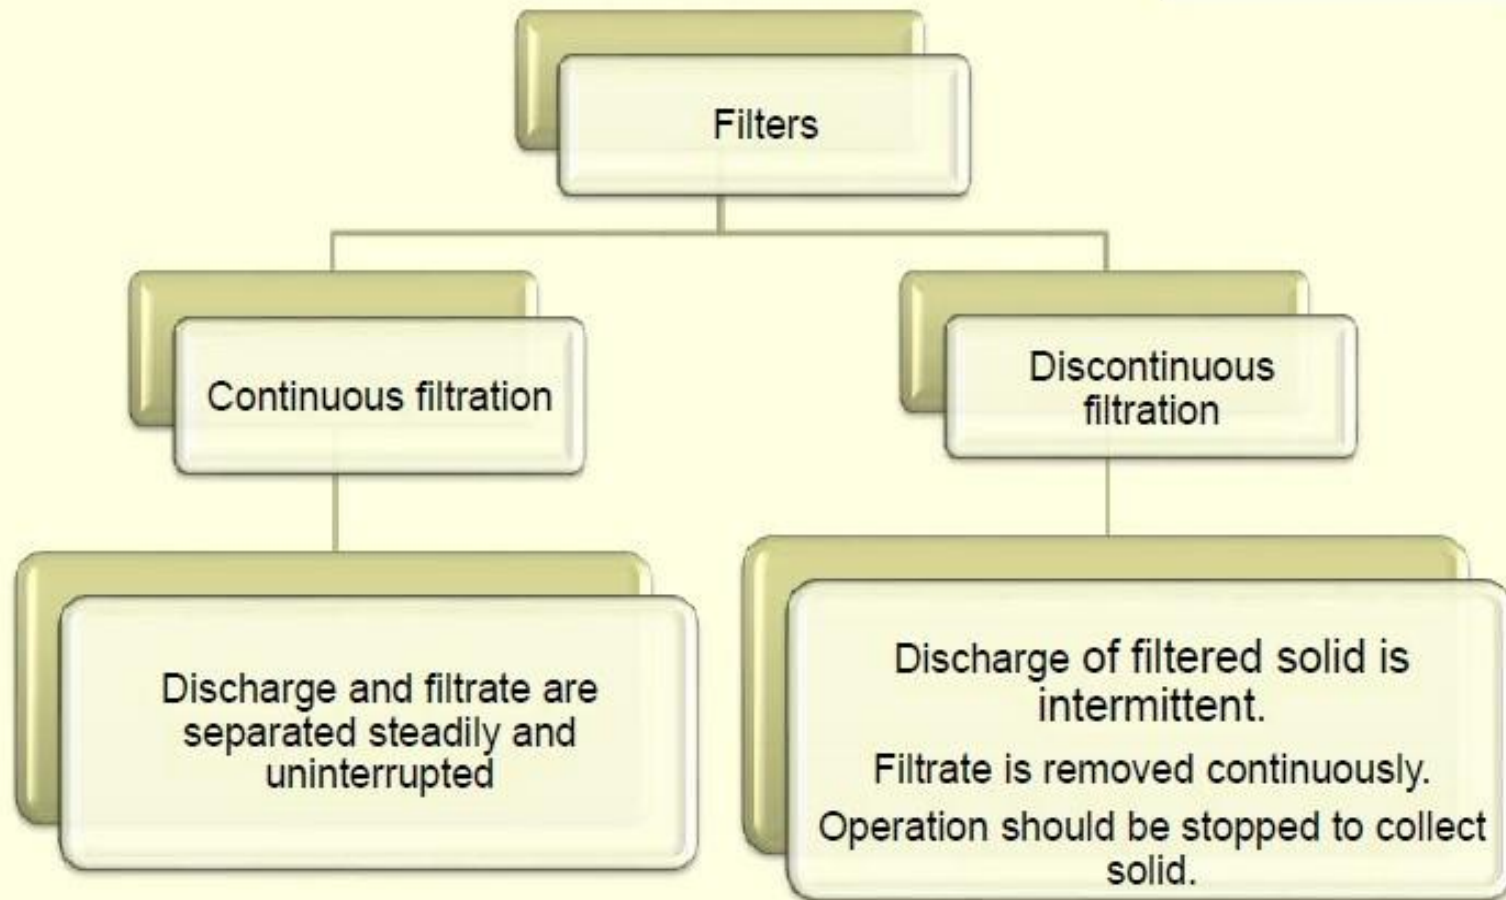 Filters
Continuous filtration
Discontinuous
filtration
Discharge and filtrate are
separated steadily and
uninterrupted
Discharge of filtered solid is
intermittent.
Filtrate is removed continuously.
Operation should be stopped to collect
solid.